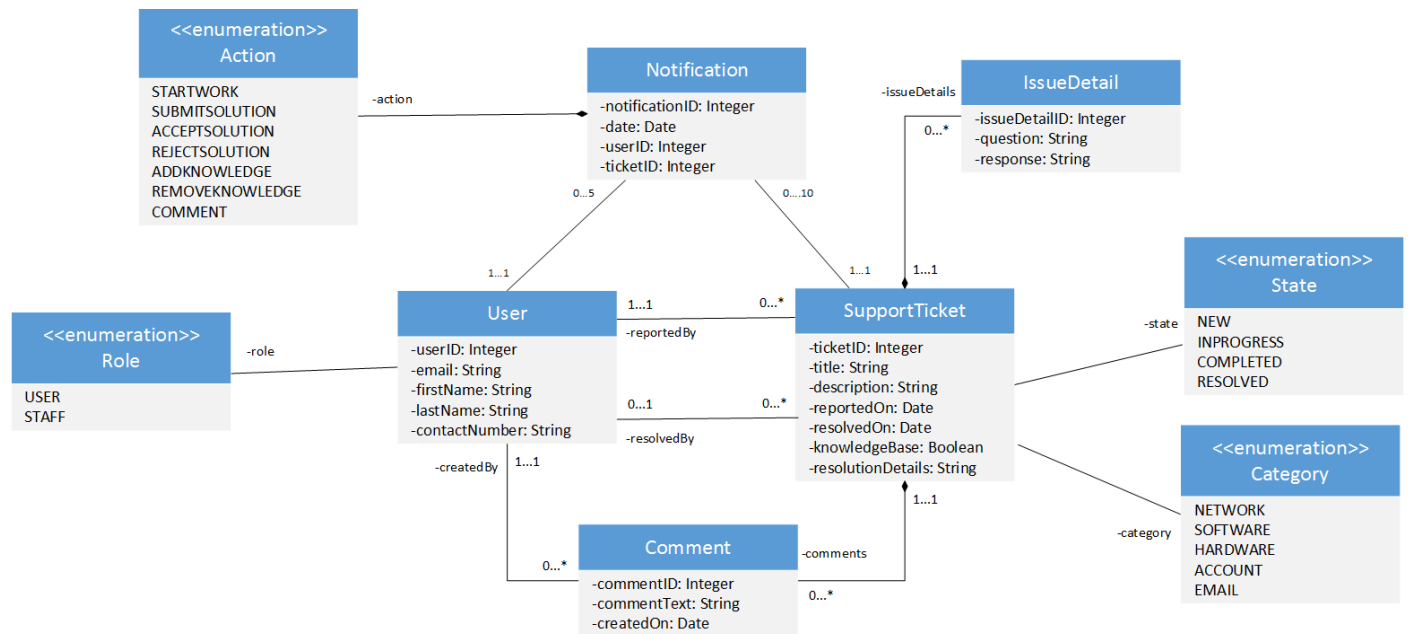 <<enumeration>>
Action
STARTWORK
SUBMITSOLUTION
ACCEPTSOLUTION
REJECTSOLUTION
ADDKNOWLEDGE
REMOVEKNOWLEDGE
COMMENT
-action
Notification
-notificationID: Integer
-date: Date
-userID: Integer
-ticketID: Integer
-issueDetails
0...*
IssueDetail
-issueDetailID: Integer
-question: String
-response: String
0...5
0....10
1...1
1...1
1...1
<<enumeration>>
Role
USER
STAFF
-role
User
-userID: Integer
-email: String
-firstName: String
-lastName: String
-contactNumber: String
1...1
0...*
-reportedBy
0...1
0...*
-resolvedBy
SupportTicket
-ticketID: Integer
-title: String
-description: String
-reportedOn: Date
-resolvedOn: Date
-knowledgeBase: Boolean
-resolutionDetails: String
-state
<<enumeration>>
State
NEW
INPROGRESS
COMPLETED
RESOLVED
-category
<<enumeration>>
Category
NETWORK
SOFTWARE
HARDWARE
ACCOUNT
EMAIL
-createdBy
1...1
0...*
1...1
-comments
0...*
Comment
-commentID: Integer
-commentText: String
-createdOn: Date